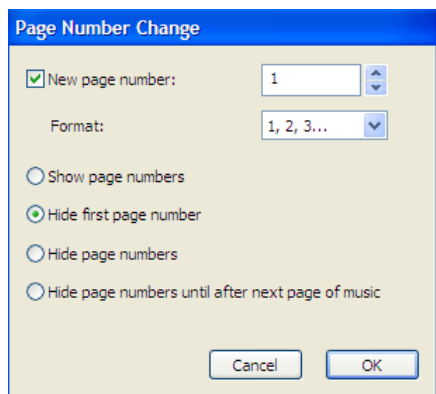 Page Number Change
New page number: 1
Format: 1, 2, 3...
Show page numbers
Hide first page number
Hide page numbers
Hide page numbers until after next page of music
Cancel OK